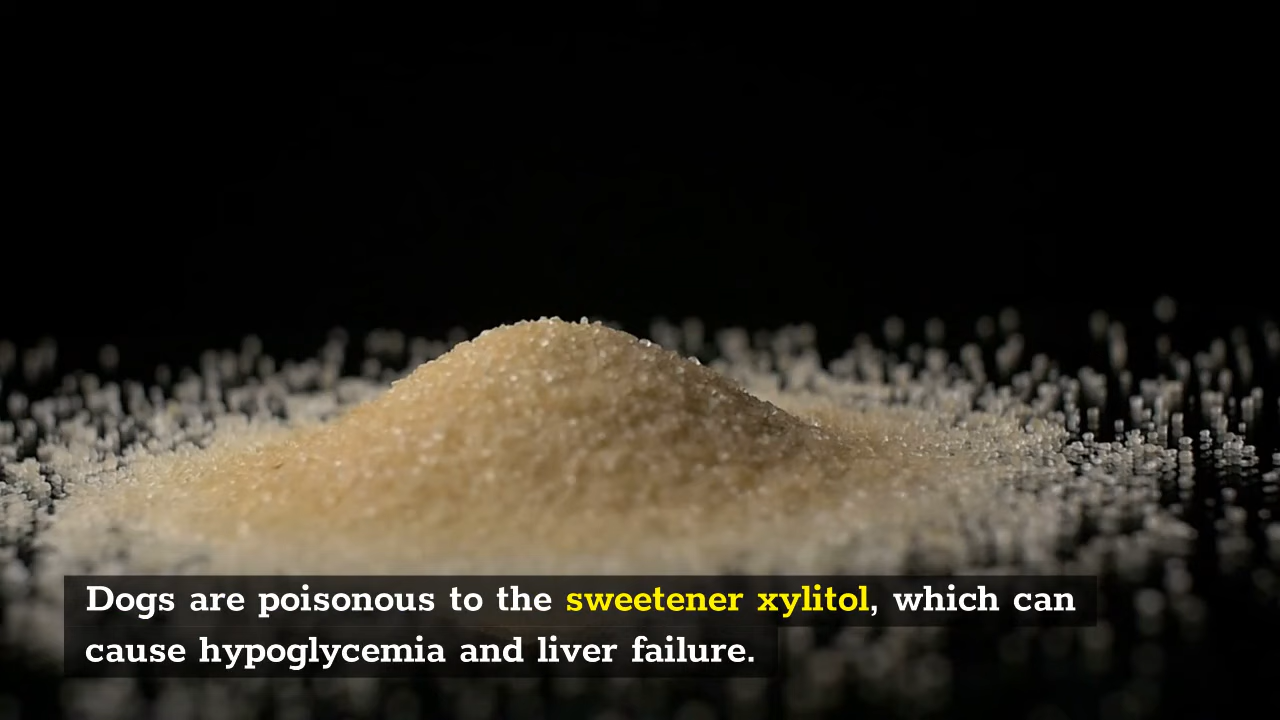 Dogs are poisonous to the sweetener xylitol, which can
cause hypoglycemia and liver failure.